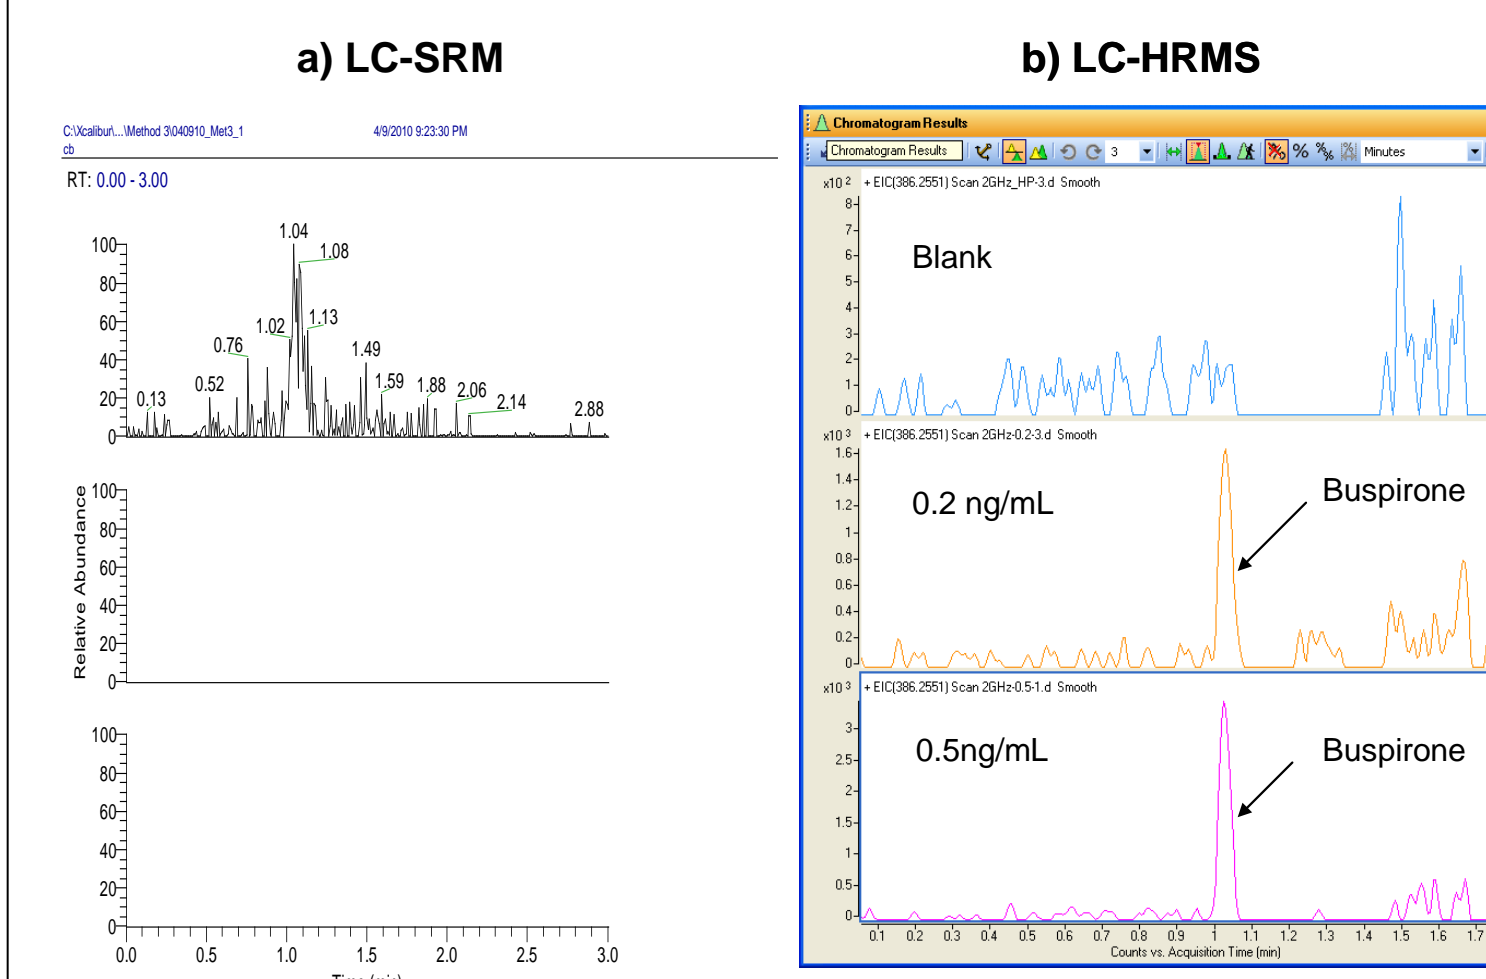 a) LC-SRM
b) LC-HRMS
C:\Xcalibur\...\Method 3\040910_Met3_1
4/9/2010 9:23:30 PM
cb
RT: 0.00 - 3.00
1.04
1.08
1.02
1.13
0.76
1.49
0.52
1.59
1.88
2.06
2.14
0.13
2.88
100
80
60
40
20
0
Relative Abundance
100
80
60
40
20
0
100
80
60
40
20
0
0.0 0.5 1.0 1.5 2.0 2.5 3.0
Time (min)
Chromatogram Results
Chromatogram Results
3
% 
Minutes
x10 2
+ EIC(386.2551) Scan 2GHz_HP-3.d Smooth
8
7
6
5
4
3
2
1
0
Blank
x10 3
+ EIC(386.2551) Scan 2GHz-0.2-3.d Smooth
1.6
1.4
1.2
1
0.8
0.6
0.4
0.2
0
0.2 ng/mL
Buspirone
x10 3
+ EIC(386.2551) Scan 2GHz-0.5-1.d Smooth
3
2.5
2
1.5
1
0.5
0
0.5ng/mL
Buspirone
0.1 0.2 0.3 0.4 0.5 0.6 0.7 0.8 0.9 1 1.1 1.2 1.3 1.4 1.5 1.6 1.7
Counts vs. Acquisition Time (min)